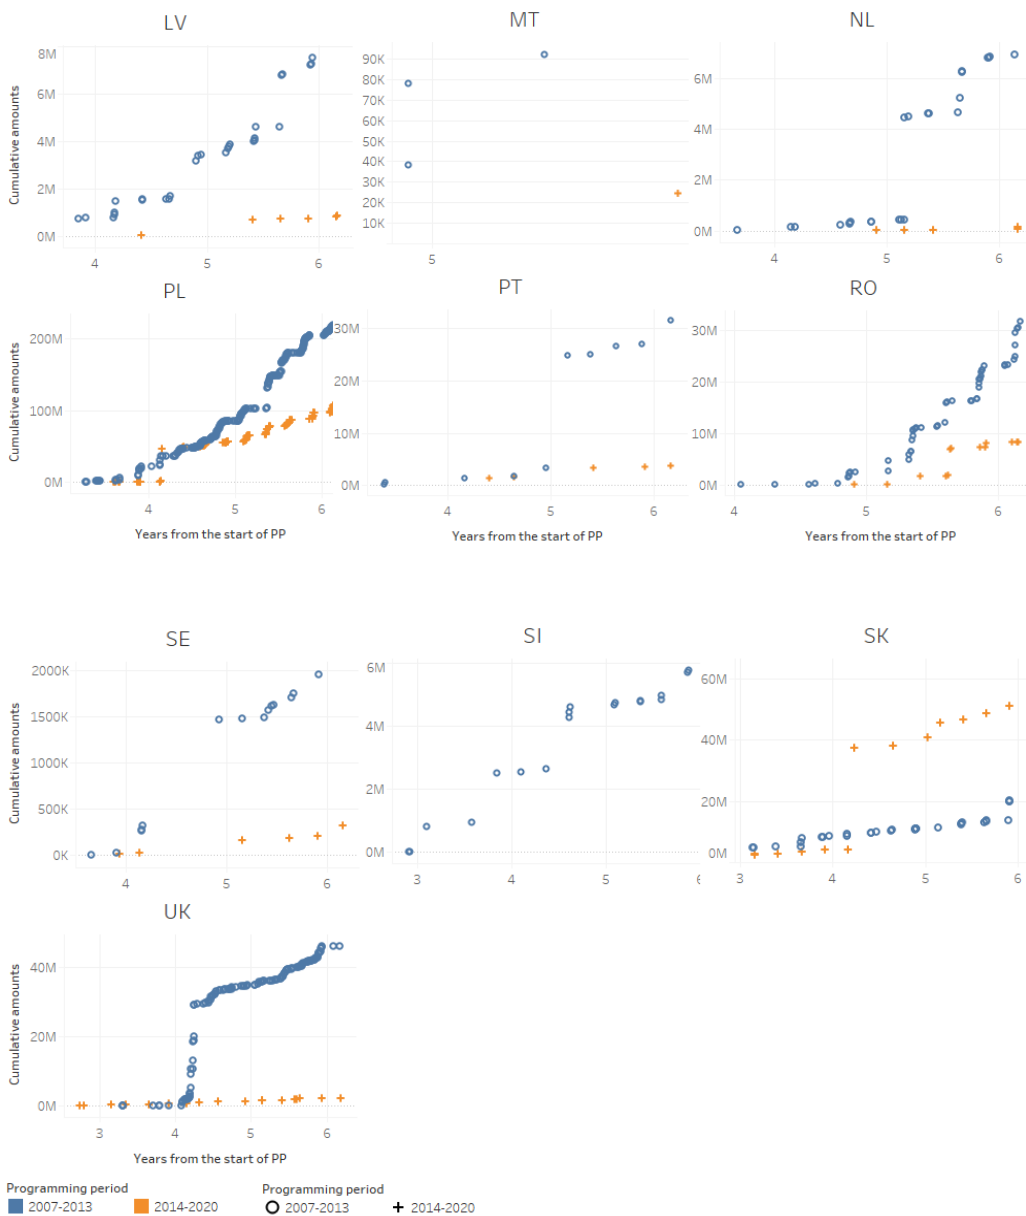 LV
MT
NL
Cumulative amounts
8M
6M
4M
2M
0M
4
5
6
90K
80K
70K
60K
50K
40K
30K
20K
10K
5
6M
4M
2M
0M
4
5
6
PL
PT
RO
Cumulative amounts
200M
100M
0M
4
5
6
Years from the start of PP
30M
20M
10M
0M
4
5
6
Years from the start of PP
30M
20M
10M
0M
4
5
6
Years from the start of PP
SE
SI
SK
Cumulative amounts
2000K
1500K
1000K
500K
0K
4
5
6
6M
4M
2M
0M
3
4
5
6
60M
40M
20M
0M
3
4
5
6
UK
Cumulative amounts
40M
20M
0M
3
4
5
6
Years from the start of PP
Programming period
2007-2013
2014-2020
Programming period
2007-2013
2014-2020